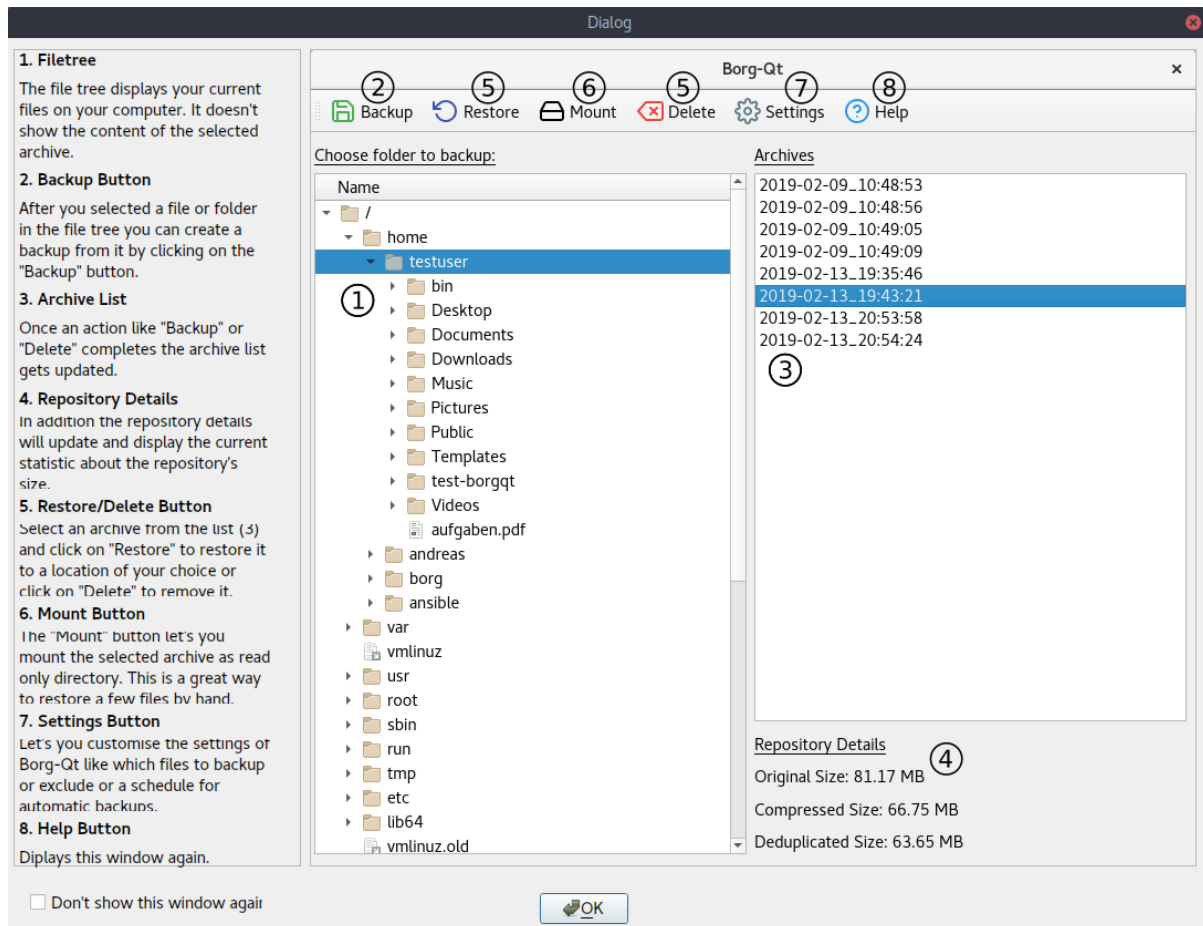 Dialog
1. Filetree
The file tree displays your current
files on your computer. It doesn't
show the content of the selected
archive.
2. Backup Button
After you selected a file or folder
in the file tree you can create a
backup from it by clicking on the
"Backup" button.
3. Archive List
Once an action like "Backup" or
"Delete" completes the archive list
gets updated.
4. Repository Details
In addition the repository details
will update and display the current
statistic about the repository's
size.
5. Restore/Delete Button
Select an archive from the list (3)
and click on "Restore" to restore it
to a location of your choice or
click on "Delete" to remove it.
6. Mount Button
The "Mount" button let's you
mount the selected archive as read
only directory. This is a great way
to restore a few files by hand.
7. Settings Button
Let's you customise the settings of
Borg-Qt like which files to backup
or exclude or a schedule for
automatic backups.
8. Help Button
Diplays this window again.
Borg-Qt
2 5 6 5 7 8
Backup Restore Mount Delete Settings Help
Choose folder to backup:
Name
/
home
testuser
1
bin
Desktop
Documents
Downloads
Music
Pictures
Public
Templates
test-borgqt
Videos
aufgaben.pdf
andreas
borg
ansible
var
vmlinuz
usr
root
sbin
run
tmp
etc
lib64
vmlinuz.old
Archives
2019-02-09_10:48:53
2019-02-09_10:48:56
2019-02-09_10:49:05
2019-02-09_10:49:09
2019-02-13_19:35:46
2019-02-13_19:43:21
2019-02-13_20:53:58
2019-02-13_20:54:24
3
Repository Details
4
Original Size: 81.17 MB
Compressed Size: 66.75 MB
Deduplicated Size: 63.65 MB
Don't show this window again
OK